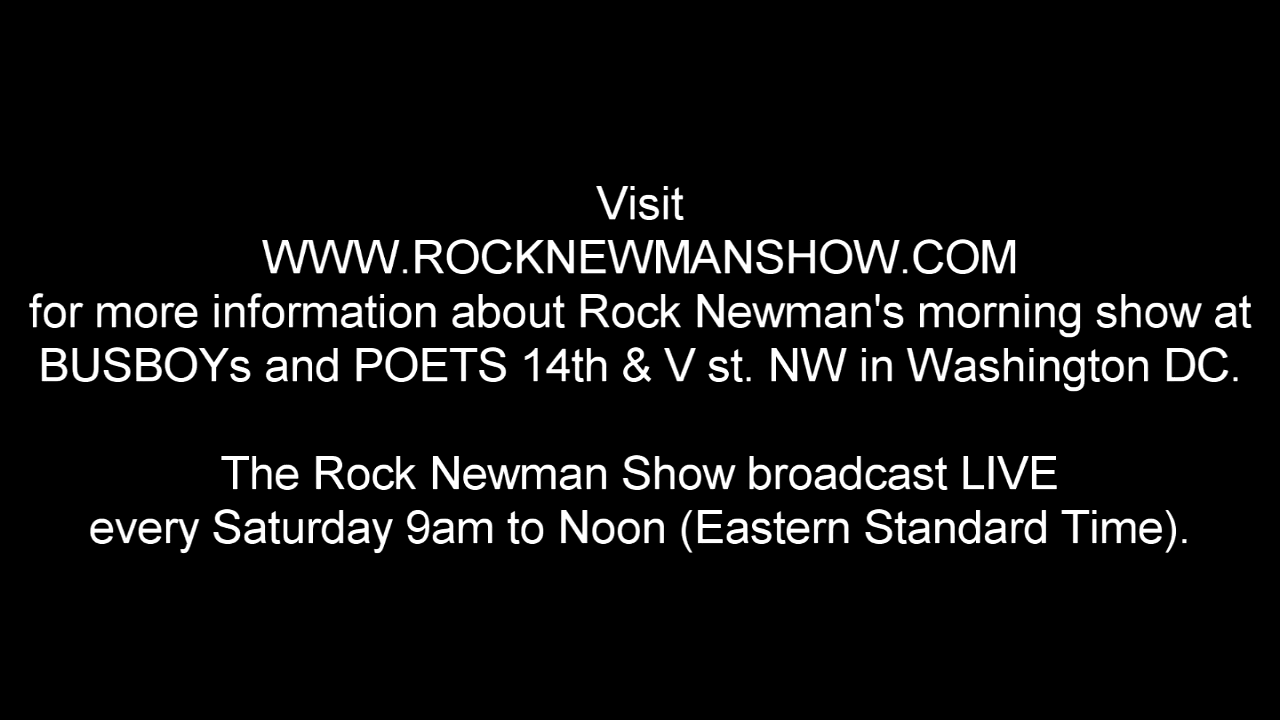 Visit
WWW.ROCKNEWMANSHOW.COM
for more information about Rock Newman's morning show at
BUSBOYs and POETS 14th & V st. NW in Washington DC.
The Rock Newman Show broadcast LIVE
every Saturday 9am to Noon (Eastern Standard Time).